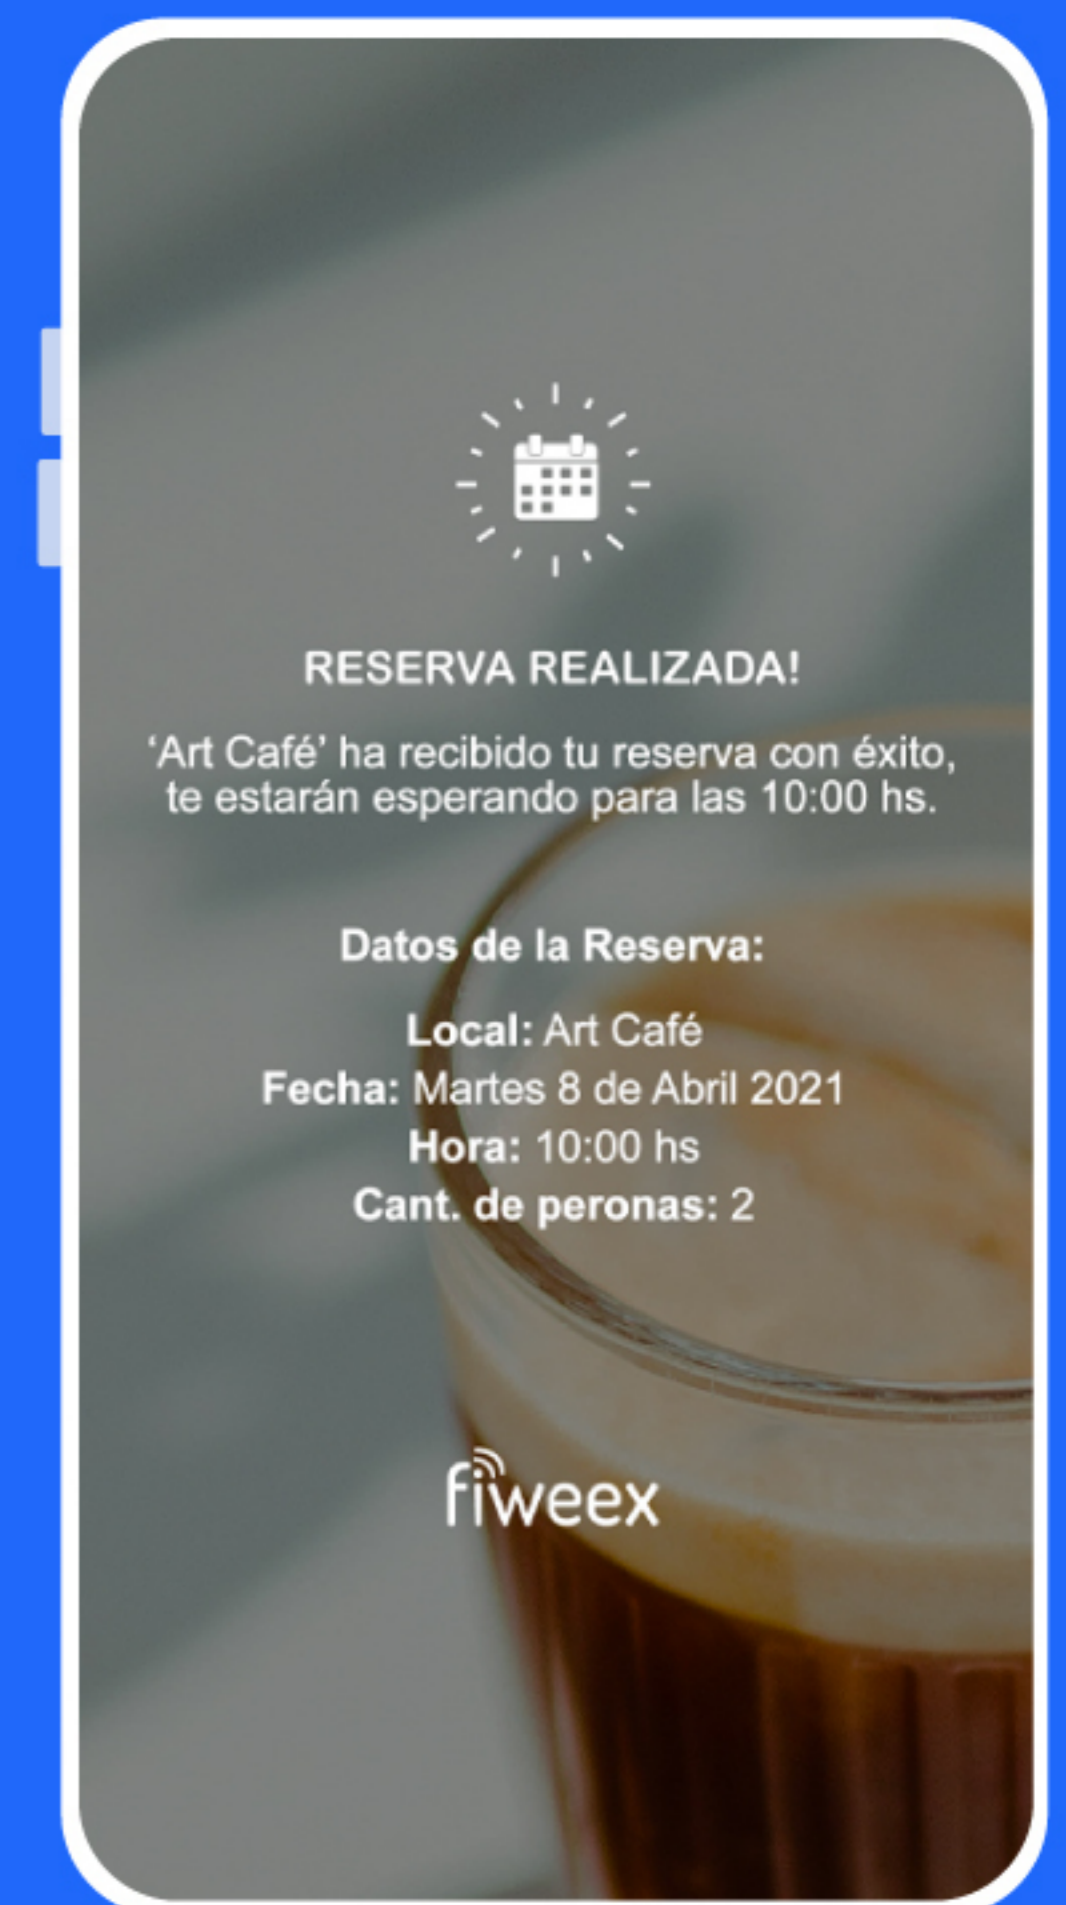 RESERVA REALIZADA!
‘Art Café’ ha recibido tu reserva con éxito,
te estarán esperando para las 10:00 hs.
Datos de la Reserva:
Local: Art Café
Fecha: Martes 8 de Abril 2021
Hora: 10:00 hs
Cant. de peronas: 2
fiweex